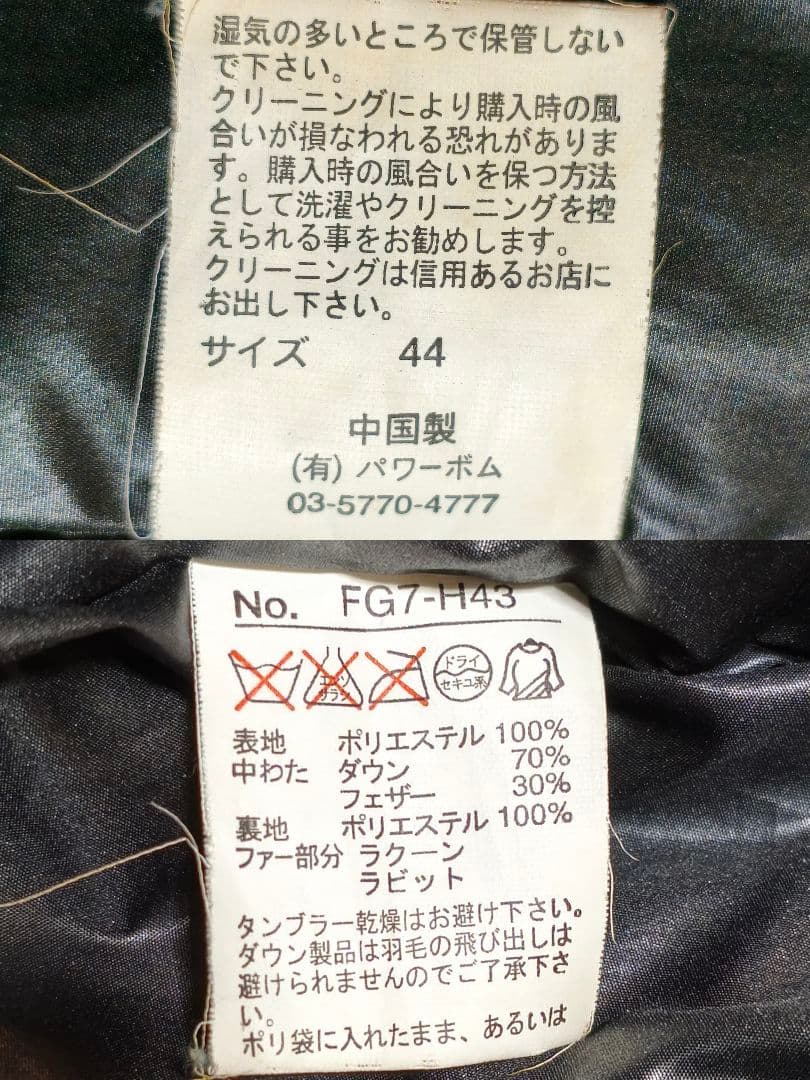 湿気の多いところで保管しない
で下さい。
クリーニングにより購入時の風
合いが損なわれる恐れがありま
す。購入時の風合いを保つ方法
として洗濯やクリーニングを控
えられる事をお勧めします。
クリーニングは信用あるお店に
お出し下さい。
サイズ 44
中国製
(有) パワーボム
03-5770-4777
No. FG7-H43
エンソ
サラシ
ドライ
セキユ系
表地 ポリエステル 100%
中わた ダウン 70%
フェザー 30%
裏地 ポリエステル 100%
ファー部分 ラクーン
ラビット
タンブラー乾燥はお避け下さい。
ダウン製品は羽毛の飛び出しは
避けられませんのでご了承下さ
い。
ポリ袋に入れたまま、あるいは